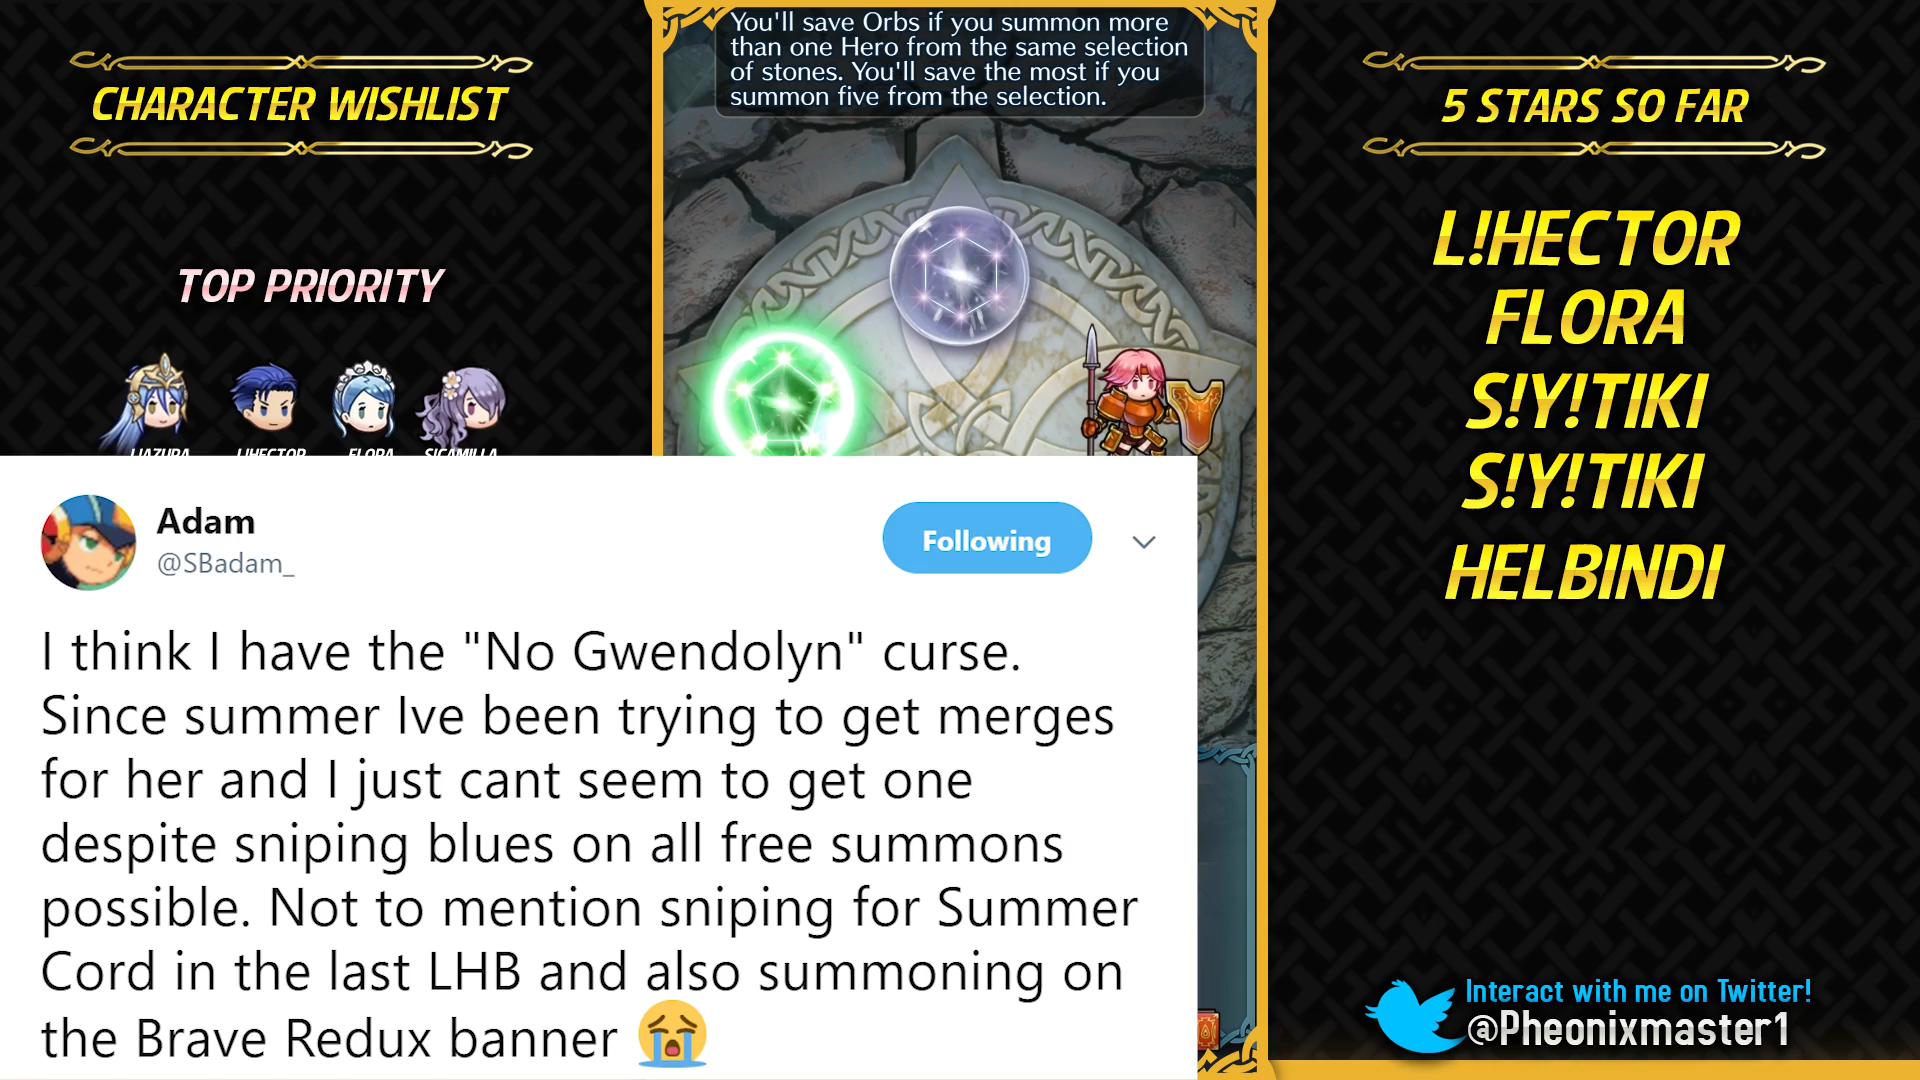 CHARACTER WISHLIST
TOP PRIORITY
L!AZURA L!HECTOR FLORA S!CAMILLA
You'll save Orbs if you summon more
than one Hero from the same selection
of stones. You'll save the most if you
summon five from the selection.
5 STARS SO FAR
L!HECTOR
FLORA
S!Y!TIKI
S!Y!TIKI
HELBINDI
Adam
@SBadam_
Following
I think I have the "No Gwendolyn" curse.
Since summer Ive been trying to get merges
for her and I just cant seem to get one
despite sniping blues on all free summons
possible. Not to mention sniping for Summer
Cord in the last LHB and also summoning on
the Brave Redux banner 😭
Interact with me on Twitter!
@Pheonixmaster1